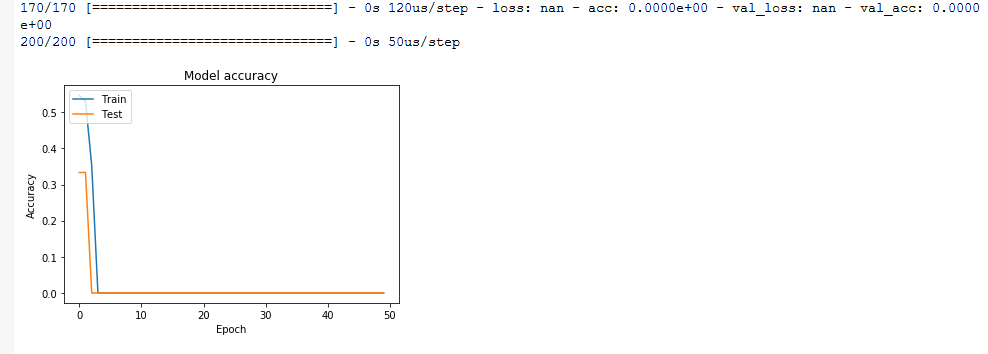 170/170 [==============================] - 0s 120us/step - loss: nan - acc: 0.0000e+00 - val_loss: nan - val_acc: 0.0000
e+00
200/200 [==============================] - 0s 50us/step
Model accuracy
Train
Test
0.5
0.4
0.3
0.2
0.1
0.0
Accuracy
0 10 20 30 40 50
Epoch